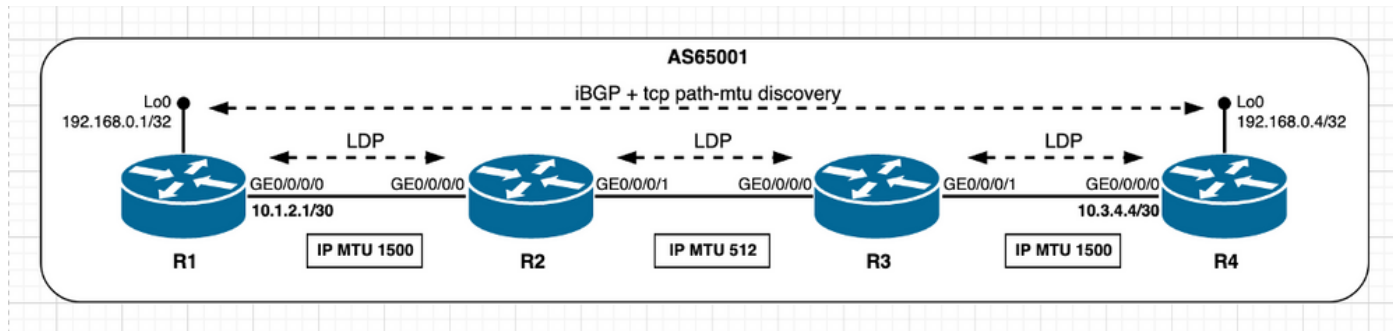 AS65001
iBGP + tcp path-mtu discovery
Lo0
192.168.0.1/32
Lo0
192.168.0.4/32
LDP
LDP
LDP
GE0/0/0/0
GE0/0/0/0
GE0/0/0/1
GE0/0/0/0
GE0/0/0/1
GE0/0/0/0
10.1.2.1/30
10.3.4.4/30
IP MTU 1500
IP MTU 512
IP MTU 1500
R1
R2
R3
R4